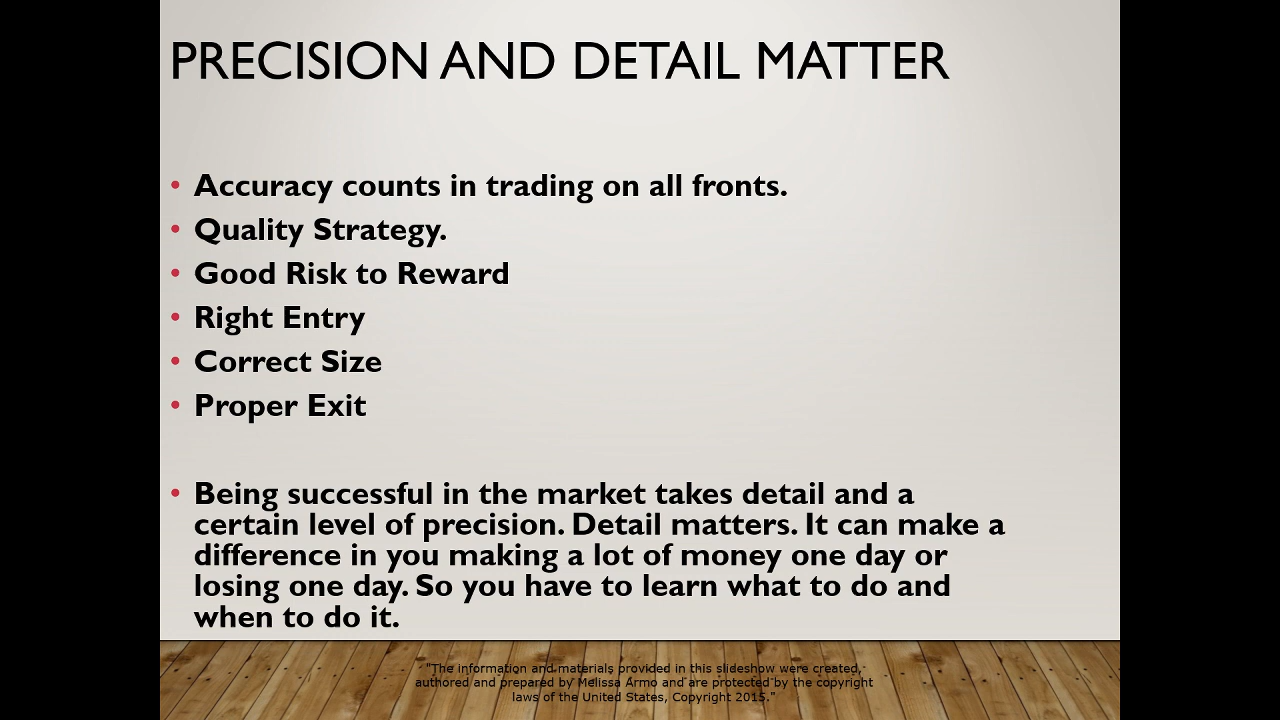 PRECISION AND DETAIL MATTER
• Accuracy counts in trading on all fronts.
• Quality Strategy.
• Good Risk to Reward
• Right Entry
• Correct Size
• Proper Exit
• Being successful in the market takes detail and a
certain level of precision. Detail matters. It can make a
difference in you making a lot of money one day or
losing one day. So you have to learn what to do and
when to do it.
"The information and materials provided in this slideshow were created,
authored and prepared by Melissa Armo and are protected by the copyright
laws of the United States, Copyright 2015."